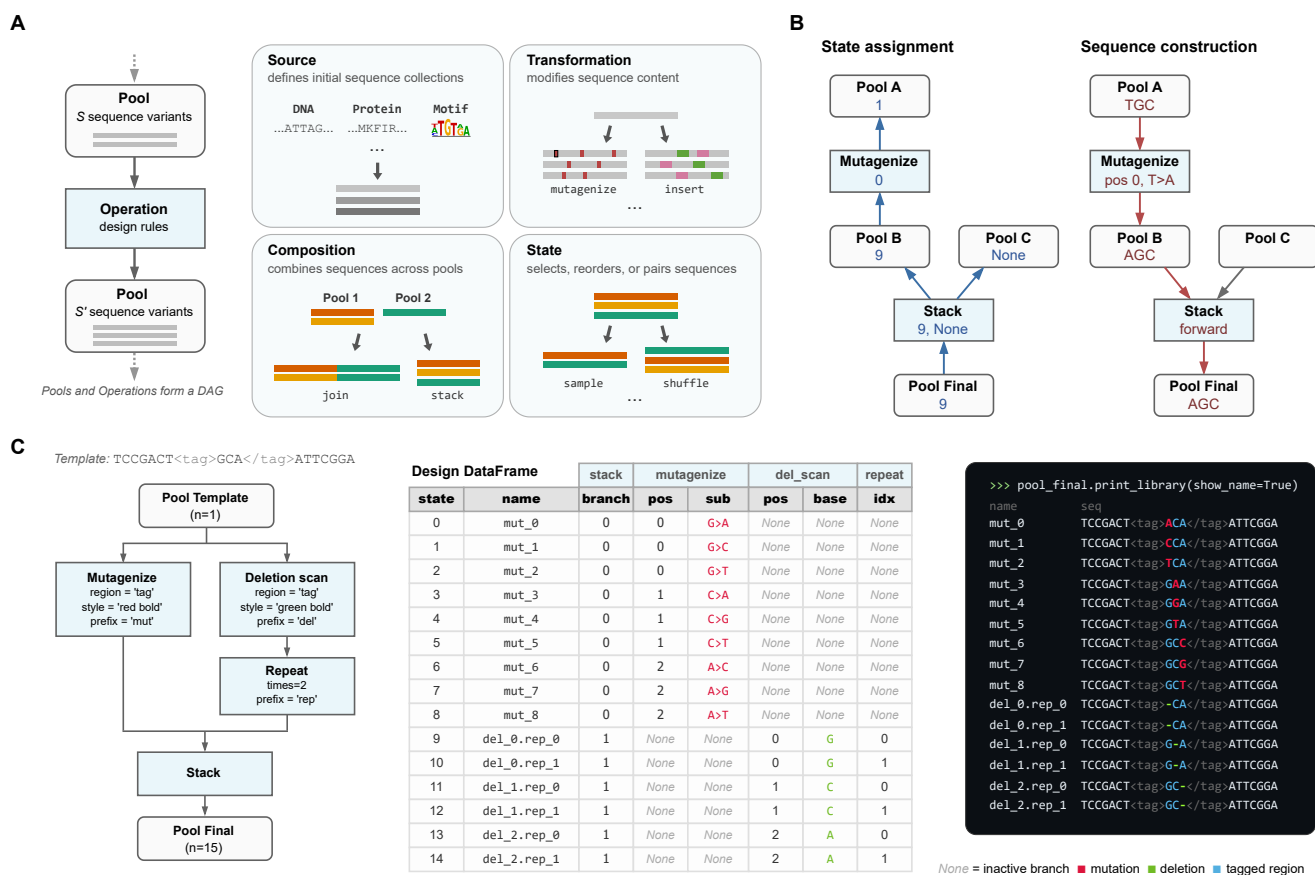 A
Pool
S sequence variants
Operation
design rules
Pool
S' sequence variants
Pools and Operations form a DAG
Source
defines initial sequence collections
DNA Protein Motif
...ATTAG... ...MKFIR... ATGTGA
...
Transformation
modifies sequence content
mutagenize insert
...
Composition
combines sequences across pools
Pool 1 Pool 2
join stack
State
selects, reorders, or pairs sequences
sample shuffle
...
B
State assignment
Pool A
1
Mutagenize
0
Pool B
9
Pool C
None
Stack
9, None
Pool Final
9
Sequence construction
Pool A
TGC
Mutagenize
pos 0, T>A
Pool B
AGC
Pool C
Stack
forward
Pool Final
AGC
C
Template: TCCGACT<tag>GCA</tag>ATTCGGA
Pool Template
(n=1)
Mutagenize
region = 'tag'
style = 'red bold'
prefix = 'mut'
Deletion scan
region = 'tag'
style = 'green bold'
prefix = 'del'
Repeat
times=2
prefix = 'rep'
Stack
Pool Final
(n=15)
Design DataFrame stack mutagenize del_scan repeat
state name branch pos sub pos base idx
0 mut_0 0 0 G>A None None None
1 mut_1 0 0 G>C None None None
2 mut_2 0 0 G>T None None None
3 mut_3 0 1 C>A None None None
4 mut_4 0 1 C>G None None None
5 mut_5 0 1 C>T None None None
6 mut_6 0 2 A>C None None None
7 mut_7 0 2 A>G None None None
8 mut_8 0 2 A>T None None None
9 del_0.rep_0 1 None None 0 G 0
10 del_0.rep_1 1 None None 0 G 1
11 del_1.rep_0 1 None None 1 C 0
12 del_1.rep_1 1 None None 1 C 1
13 del_2.rep_0 1 None None 2 A 0
14 del_2.rep_1 1 None None 2 A 1
>>> pool_final.print_library(show_name=True)
name seq
mut_0 TCCGACT<tag>ACA</tag>ATTCGGA
mut_1 TCCGACT<tag>CCA</tag>ATTCGGA
mut_2 TCCGACT<tag>TCA</tag>ATTCGGA
mut_3 TCCGACT<tag>GAA</tag>ATTCGGA
mut_4 TCCGACT<tag>GGA</tag>ATTCGGA
mut_5 TCCGACT<tag>GTA</tag>ATTCGGA
mut_6 TCCGACT<tag>GCC</tag>ATTCGGA
mut_7 TCCGACT<tag>GCG</tag>ATTCGGA
mut_8 TCCGACT<tag>GCT</tag>ATTCGGA
del_0.rep_0 TCCGACT<tag>-CA</tag>ATTCGGA
del_0.rep_1 TCCGACT<tag>-CA</tag>ATTCGGA
del_1.rep_0 TCCGACT<tag>G-A</tag>ATTCGGA
del_1.rep_1 TCCGACT<tag>G-A</tag>ATTCGGA
del_2.rep_0 TCCGACT<tag>GC-</tag>ATTCGGA
del_2.rep_1 TCCGACT<tag>GC-</tag>ATTCGGA
None = inactive branch mutation deletion tagged region